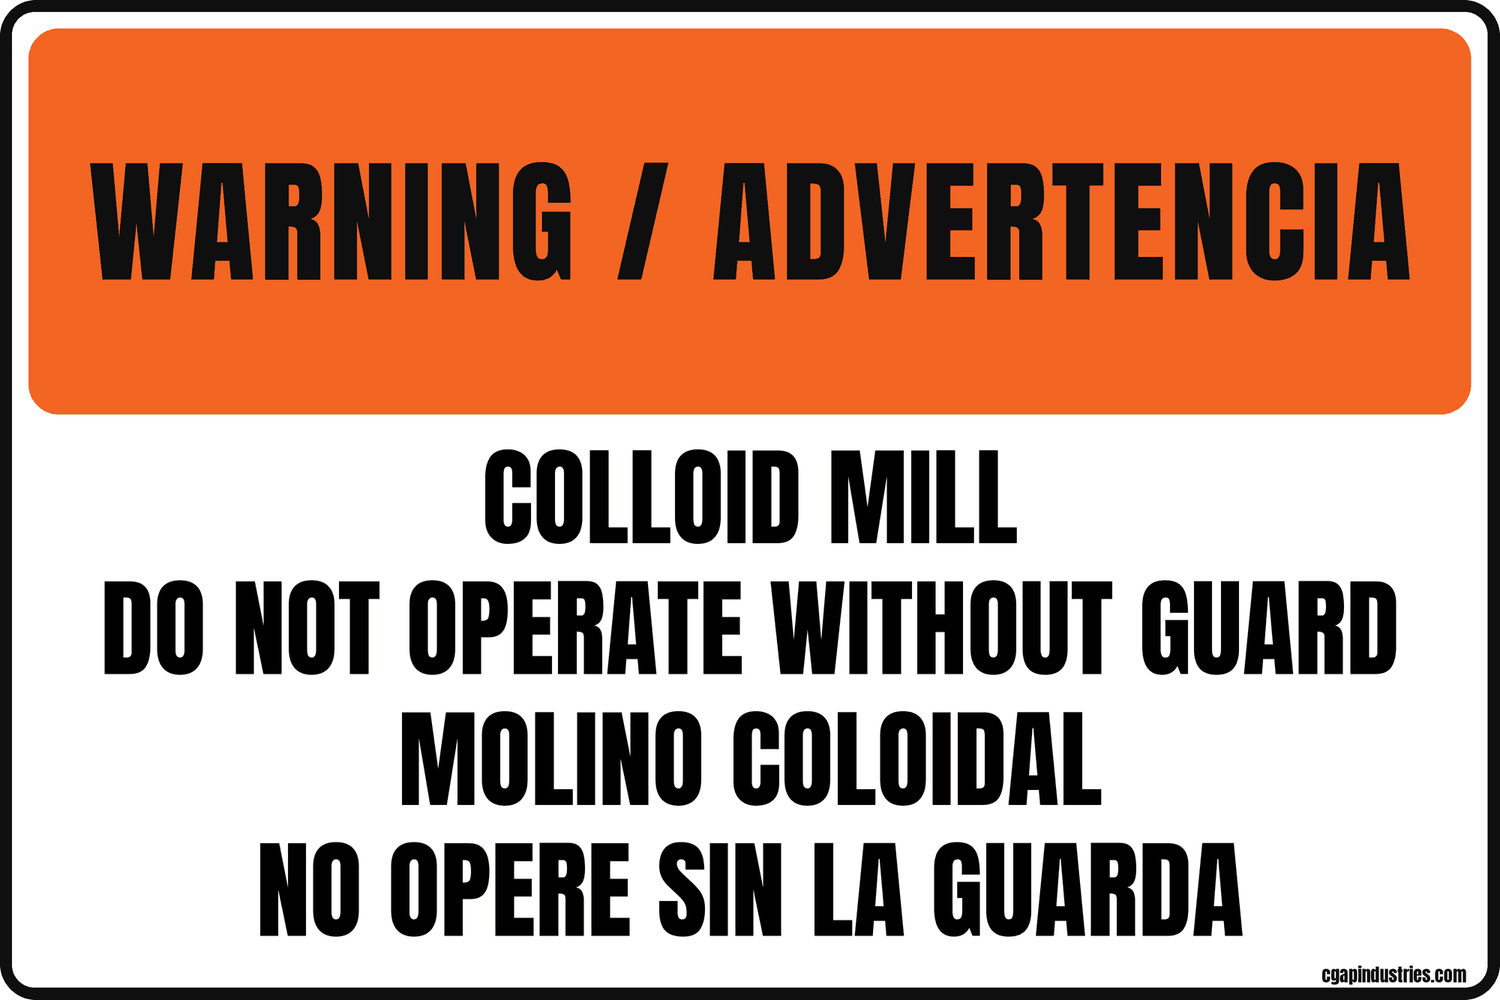 WARNING / ADVERTENCIA
COLLOID MILL
DO NOT OPERATE WITHOUT GUARD
MOLINO COLOIDAL
NO OPERE SIN LA GUARDA
cgapindustries.com